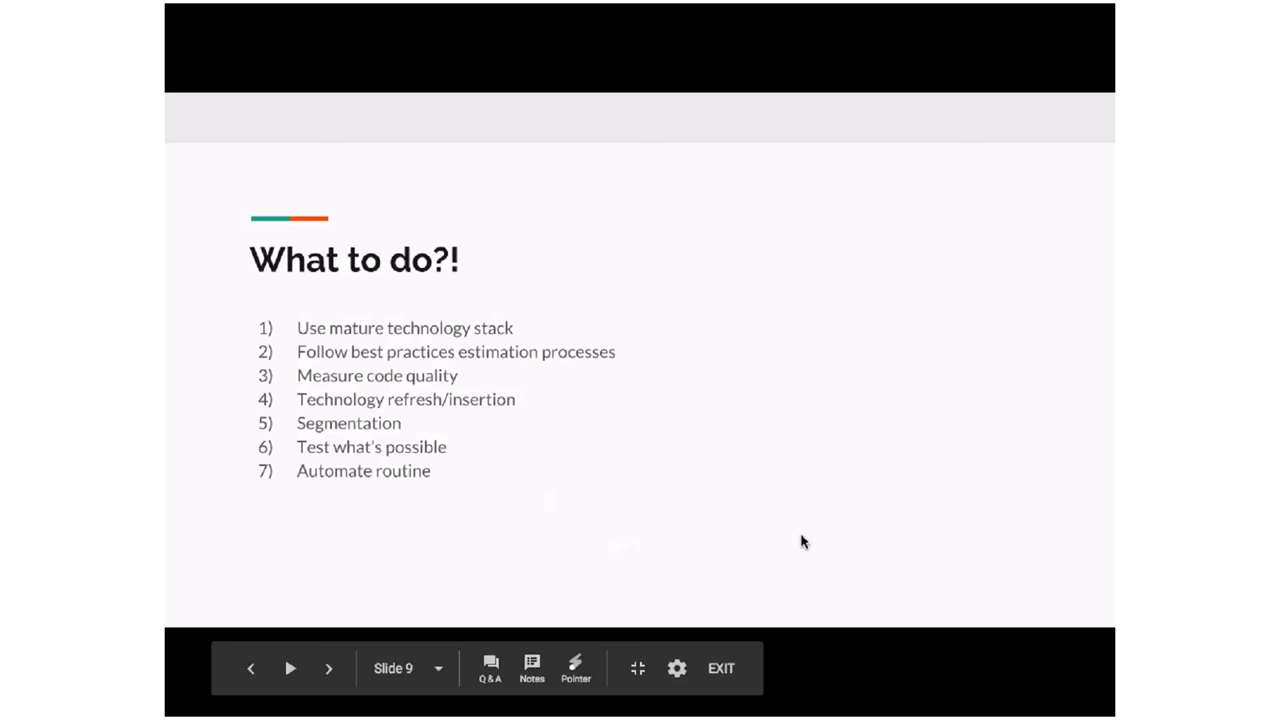 What to do?!
1) Use mature technology stack
2) Follow best practices estimation processes
3) Measure code quality
4) Technology refresh/insertion
5) Segmentation
6) Test what's possible
7) Automate routine
Slide 9 Q & A Notes Pointer EXIT